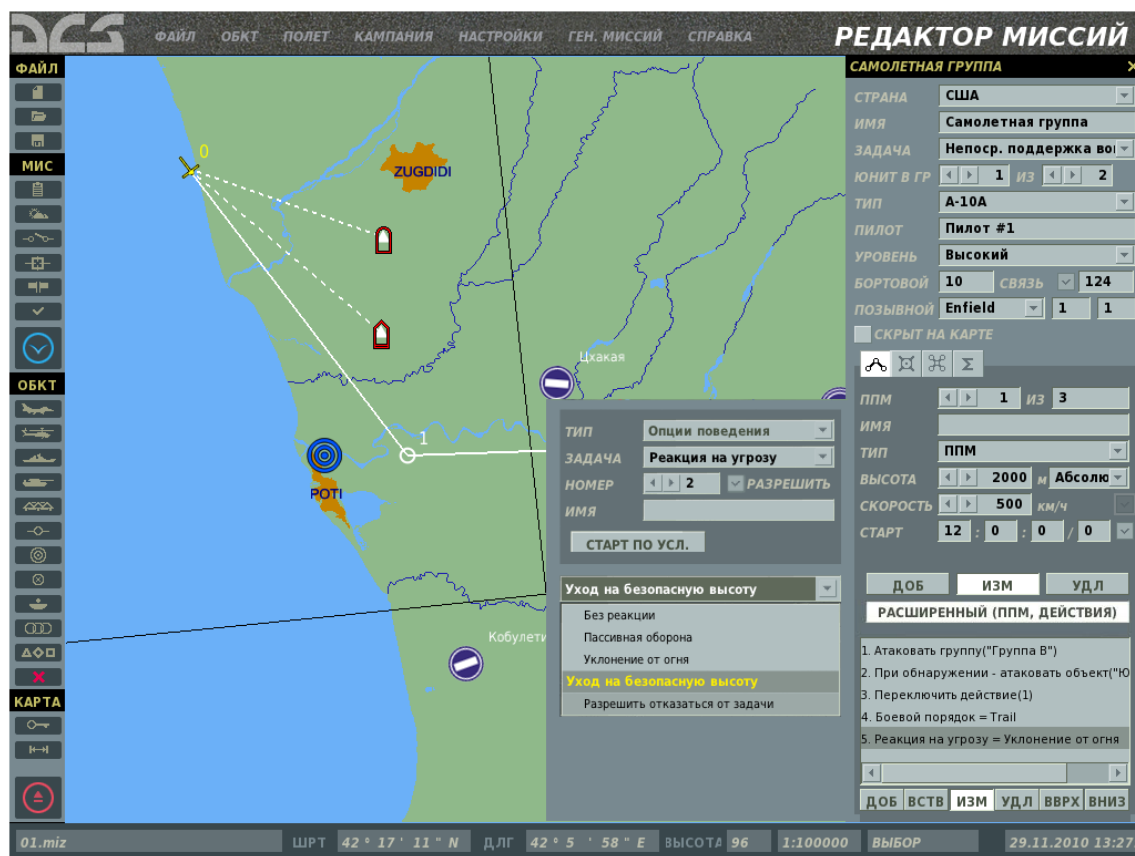 DCS
ФАЙЛ ОБКТ ПОЛЕТ КАМПАНИЯ НАСТРОЙКИ ГЕН. МИССИЙ СПРАВКА
РЕДАКТОР МИССИЙ
ФАЙЛ
МИС
ОБКТ
КАРТА
0
ZUGDIDI
Цхакая
1
POTI
Кобулети
ТИП Опции поведения
ЗАДАЧА Реакция на угрозу
НОМЕР 2 РАЗРЕШИТЬ
ИМЯ
СТАРТ ПО УСЛ.
Уход на безопасную высоту
Без реакции
Пассивная оборона
Уклонение от огня
Уход на безопасную высоту
Разрешить отказаться от задачи
САМОЛЕТНАЯ ГРУППА X
СТРАНА США
ИМЯ Самолетная группа
ЗАДАЧА Непоср. поддержка во
ЮНИТ В ГР 1 ИЗ 2
ТИП A-10A
ПИЛОТ Пилот #1
УРОВЕНЬ Высокий
БОРТОВОЙ 10 СВЯЗЬ 124
ПОЗЫВНОЙ Enfield 1 1
СКРЫТ НА КАРТЕ
Σ
ППМ 1 ИЗ 3
ИМЯ
ТИП ППМ
ВЫСОТА 2000 м Абсолю
СКОРОСТЬ 500 км/ч
СТАРТ 12 : 0 : 0 / 0
ДОБ ИЗМ УДЛ
РАСШИРЕННЫЙ (ППМ, ДЕЙСТВИЯ)
1. Атаковать группу("Группа B")
2. При обнаружении - атаковать объект("Ю
3. Переключить действие(1)
4. Боевой порядок = Trail
5. Реакция на угрозу = Уклонение от огня
ДОБ ВСТВ ИЗМ УДЛ ВВРХ ВНИЗ
01.miz ШРТ 42 ° 17 ' 11 " N ДЛГ 42 ° 5 ' 58 " E ВЫСОТА 96 1:100000 ВЫБОР 29.11.2010 13:27